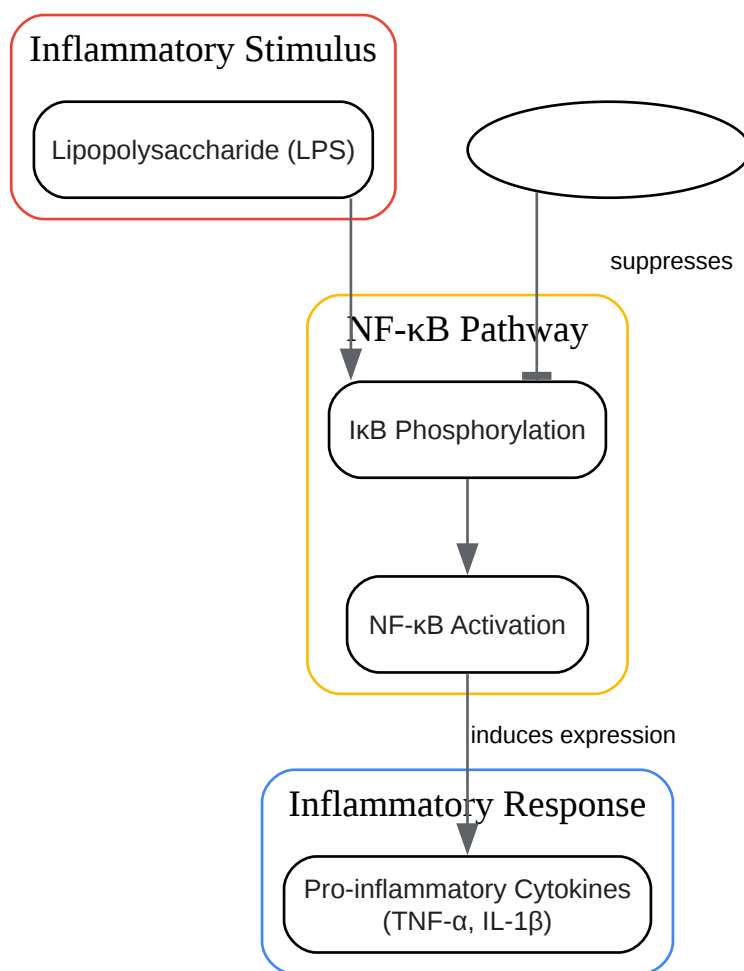 Inflammatory Stimulus
Lipopolysaccharide (LPS)
suppresses
NF-κB Pathway
IκB Phosphorylation
NF-κB Activation
induces expression
Inflammatory Response
Pro-inflammatory Cytokines
(TNF-α, IL-1β)